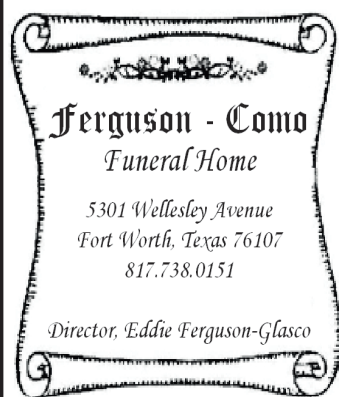 Ferguson - Como
Funeral Home
5301 Wellesley Avenue
Fort Worth, Texas 76107
817.738.0151
Director, Eddie Ferguson-Glasco